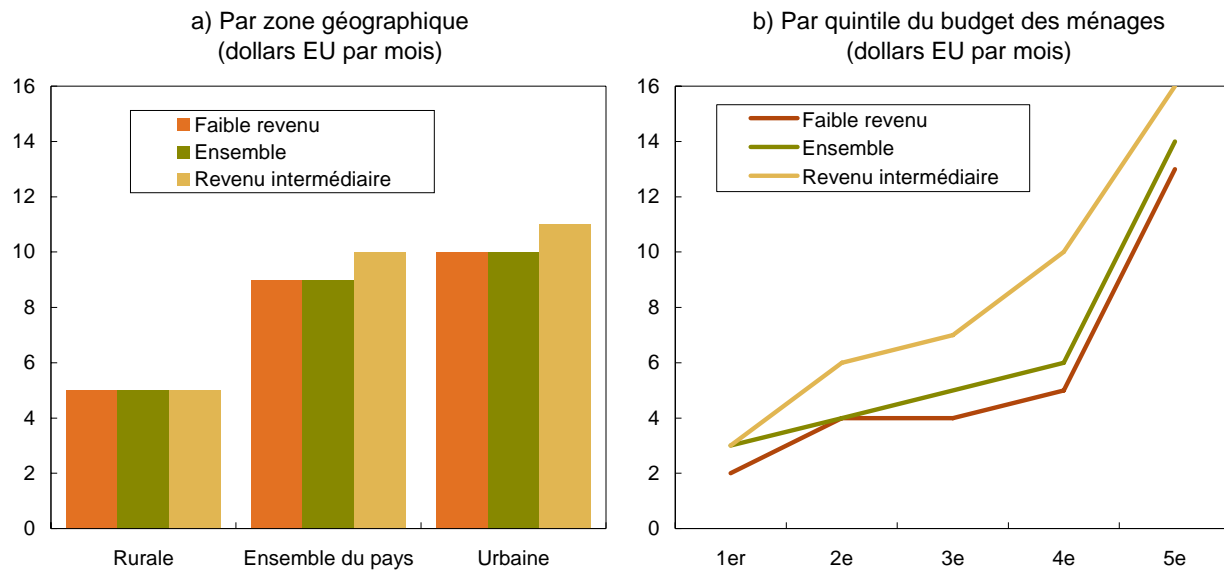 a) Par zone géographique
(dollars EU par mois)
16
14
12
10
8
6
4
2
0
Faible revenu
Ensemble
Revenu intermédiaire
Rurale
Ensemble du pays
Urbaine
b) Par quintile du budget des ménages
(dollars EU par mois)
16
14
12
10
8
6
4
2
0
Faible revenu
Ensemble
Revenu intermédiaire
1er
2e
3e
4e
5e